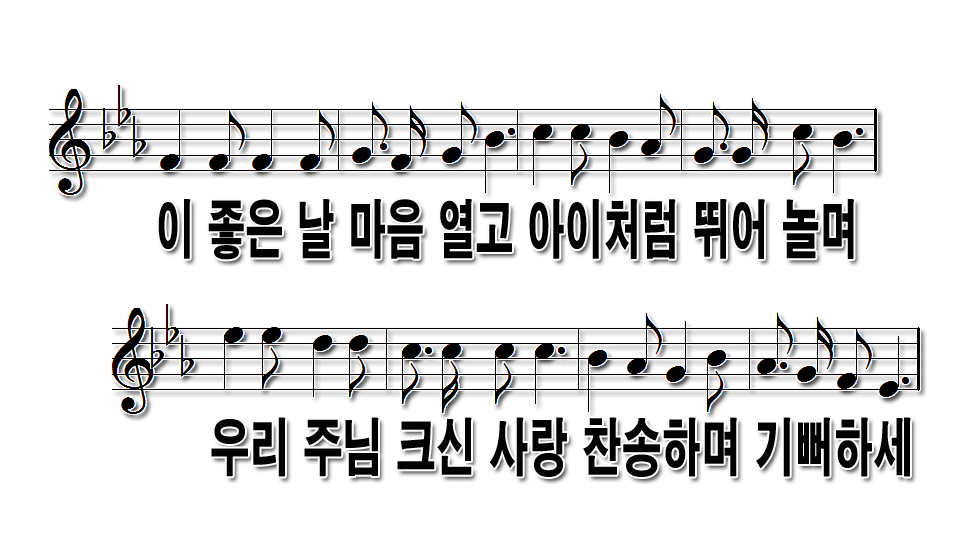 이 좋은 날 마음 열고 아이처럼 뛰어 놀며
우리 주님 크신 사랑 찬송하며 기뻐하세